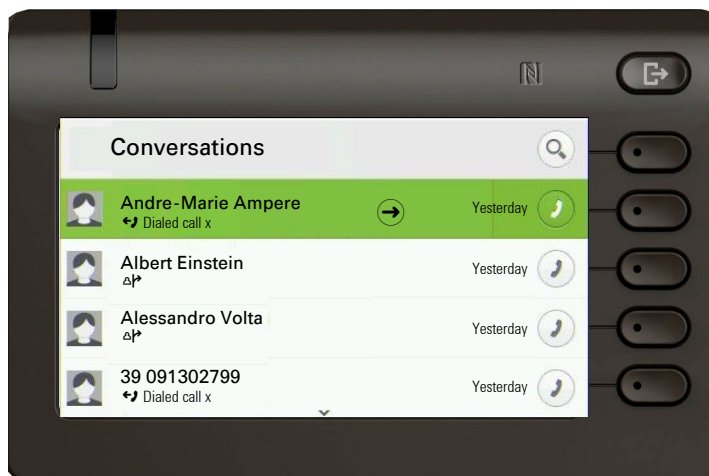 Conversations
Andre-Marie Ampere
Dialed call x
Yesterday
Albert Einstein
Yesterday
Alessandro Volta
Yesterday
39 091302799
Dialed call x
Yesterday